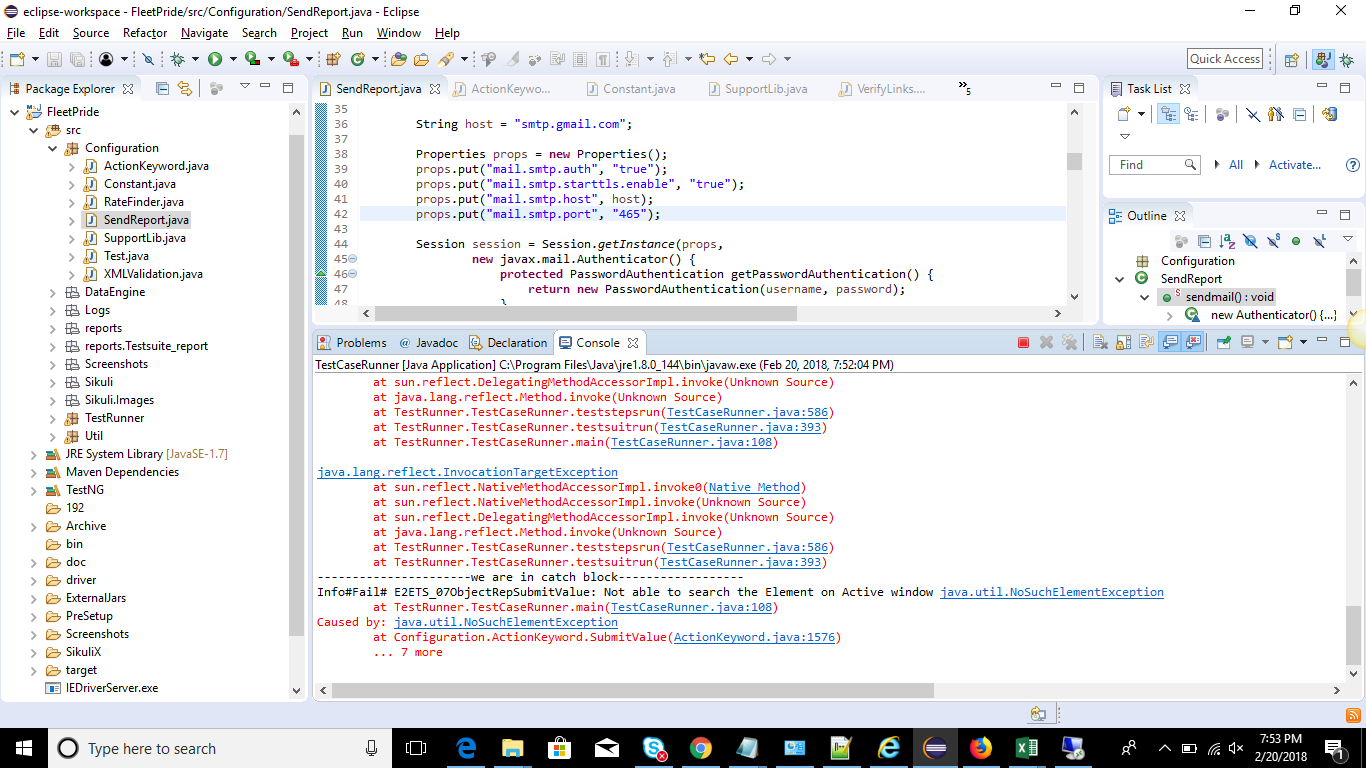 eclipse-workspace - FleetPride/src/Configuration/SendReport.java - Eclipse
File Edit Source Refactor Navigate Search Project Run Window Help
Quick Access
Package Explorer
FleetPride
src
Configuration
ActionKeyword.java
Constant.java
RateFinder.java
SendReport.java
SupportLib.java
Test.java
XMLValidation.java
DataEngine
Logs
reports
reports.Testsuite_report
Screenshots
Sikuli
Sikuli.Images
TestRunner
Util
JRE System Library [JavaSE-1.7]
Maven Dependencies
TestNG
192
Archive
bin
doc
driver
ExternalJars
PreSetup
Screenshots
SikuliX
target
IEDriverServer.exe
SendReport.java ActionKeywo... Constant.java SupportLib.java VerifyLinks.... »5
35
36 String host = "smtp.gmail.com";
37
38 Properties props = new Properties();
39 props.put("mail.smtp.auth", "true");
40 props.put("mail.smtp.starttls.enable", "true");
41 props.put("mail.smtp.host", host);
42 props.put("mail.smtp.port", "465");
43
44 Session session = Session.getInstance(props,
45 new javax.mail.Authenticator() {
46 protected PasswordAuthentication getPasswordAuthentication() {
47 return new PasswordAuthentication(username, password);
48 }
Task List
Find All Activate...
Outline
Configuration
SendReport
sendmail() : void
new Authenticator() {...}
Problems @ Javadoc Declaration Console
TestCaseRunner [Java Application] C:\Program Files\Java\jre1.8.0_144\bin\javaw.exe (Feb 20, 2018, 7:52:04 PM)
at sun.reflect.DelegatingMethodAccessorImpl.invoke(Unknown Source)
at java.lang.reflect.Method.invoke(Unknown Source)
at TestRunner.TestCaseRunner.teststepsrun(TestCaseRunner.java:586)
at TestRunner.TestCaseRunner.testsuitrun(TestCaseRunner.java:393)
at TestRunner.TestCaseRunner.main(TestCaseRunner.java:108)
java.lang.reflect.InvocationTargetException
at sun.reflect.NativeMethodAccessorImpl.invoke0(Native Method)
at sun.reflect.NativeMethodAccessorImpl.invoke(Unknown Source)
at sun.reflect.DelegatingMethodAccessorImpl.invoke(Unknown Source)
at java.lang.reflect.Method.invoke(Unknown Source)
at TestRunner.TestCaseRunner.teststepsrun(TestCaseRunner.java:586)
at TestRunner.TestCaseRunner.testsuitrun(TestCaseRunner.java:393)
----------------------we are in catch block------------------
Info#Fail# E2ETS_07ObjectRepSubmitValue: Not able to search the Element on Active window java.util.NoSuchElementException
at TestRunner.TestCaseRunner.main(TestCaseRunner.java:108)
Caused by: java.util.NoSuchElementException
at Configuration.ActionKeyword.SubmitValue(ActionKeyword.java:1576)
... 7 more
Type here to search
7:53 PM
2/20/2018
1